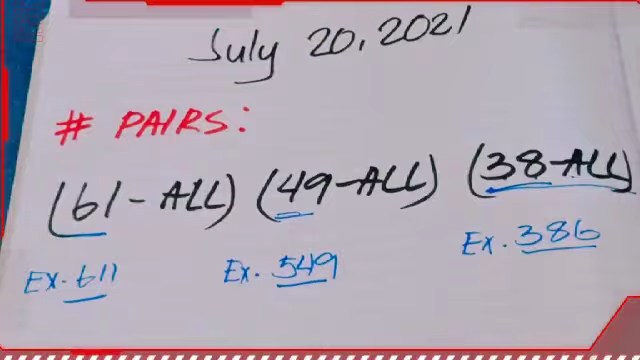 July 20, 2021
# PAIRS:
(61 - ALL) (49 - ALL) (38 - ALL)
Ex. 611 Ex. 549 Ex. 386